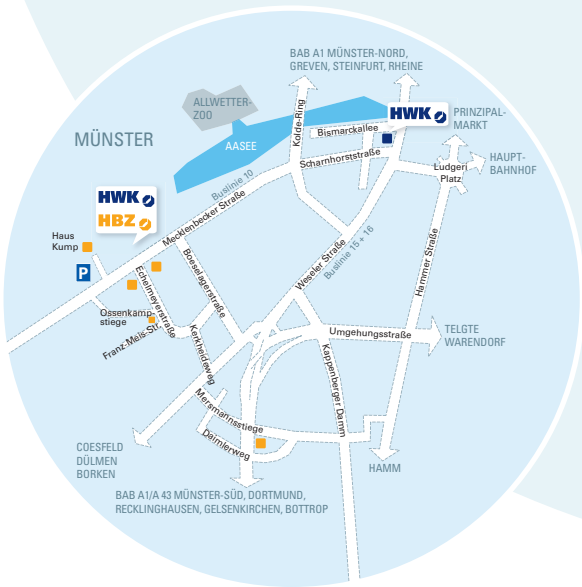 BAB A1 MÜNSTER-NORD,
GREVEN, STEINFURT, RHEINE
ALLWETTER-
ZOO
HWK
PRINZIPAL-
MARKT
Kolde-Ring
Bismarckallee
MÜNSTER
AASEE
Scharnhorststraße
Ludgeri
Platz
HAUPT-
BAHNHOF
Buslinie 10
HWK
HBZ
Mecklenbecker Straße
Haus
Kump
P
Boeselagerstraße
Weseler Straße
Buslinie 15 + 16
Hammer Straße
Echelmeyerstraße
Ossenkamp-
stiege
Franz-Meis-Str.
Kerkheideweg
Umgehungsstraße
TELGTE
WARENDORF
Kappenberger Damm
Mersmannsstiege
Daimlerweg
COESFELD
DÜLMEN
BORKEN
HAMM
BAB A1/A 43 MÜNSTER-SÜD, DORTMUND,
RECKLINGHAUSEN, GELSENKIRCHEN, BOTTROP